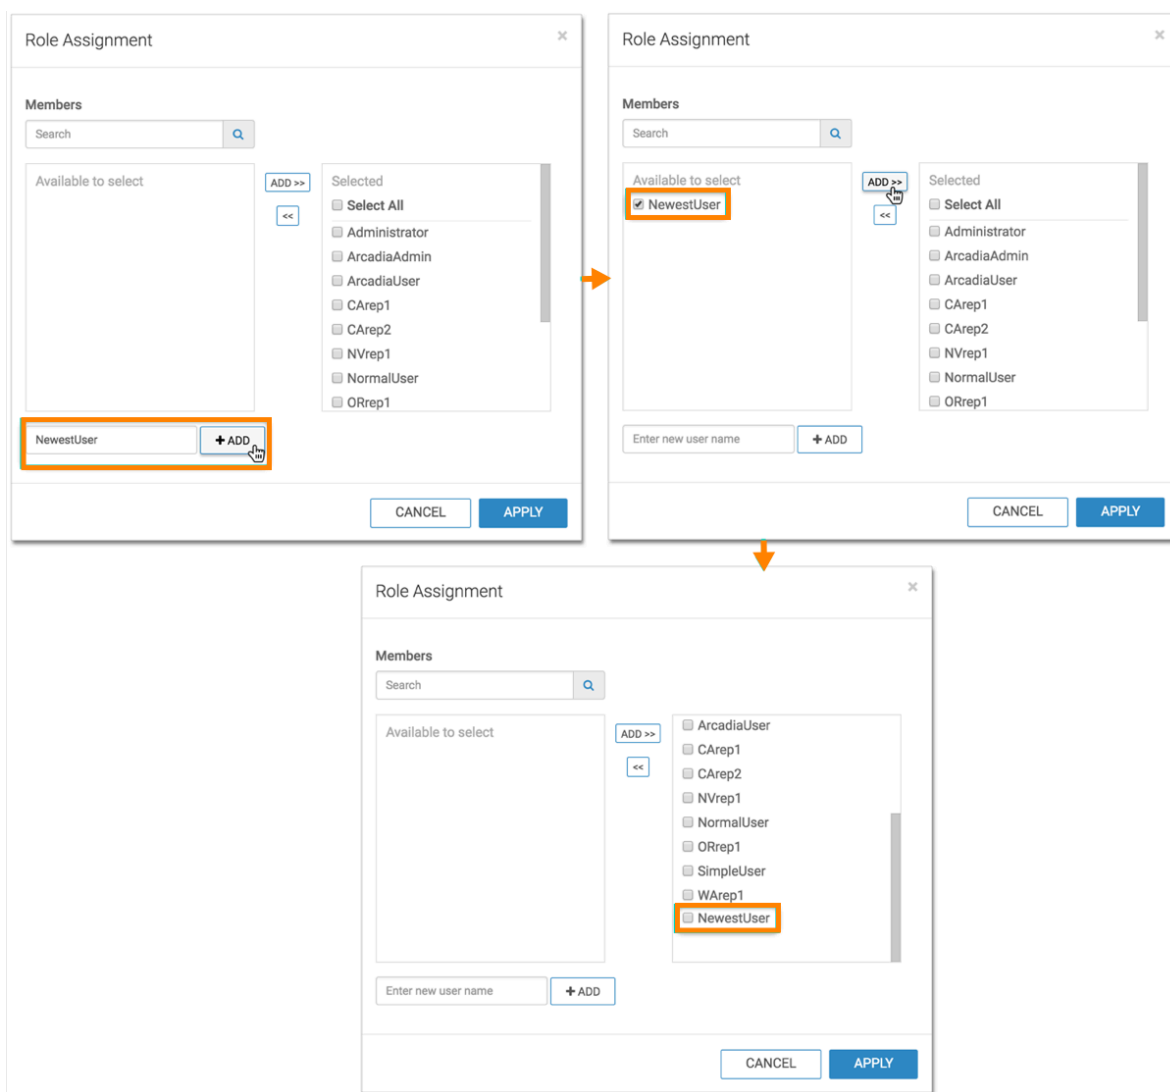 Role Assignment
×
Members
Search
Available to select
ADD >>
<<
Selected
Select All
Administrator
ArcadiaAdmin
ArcadiaUser
CArep1
CArep2
NVrep1
NormalUser
ORrep1
NewestUser
+ ADD
CANCEL
APPLY
Role Assignment
×
Members
Search
Available to select
NewestUser
ADD >>
<<
Selected
Select All
Administrator
ArcadiaAdmin
ArcadiaUser
CArep1
CArep2
NVrep1
NormalUser
ORrep1
Enter new user name
+ ADD
CANCEL
APPLY
Role Assignment
×
Members
Search
Available to select
ADD >>
<<
ArcadiaUser
CArep1
CArep2
NVrep1
NormalUser
ORrep1
SimpleUser
WArep1
NewestUser
Enter new user name
+ ADD
CANCEL
APPLY